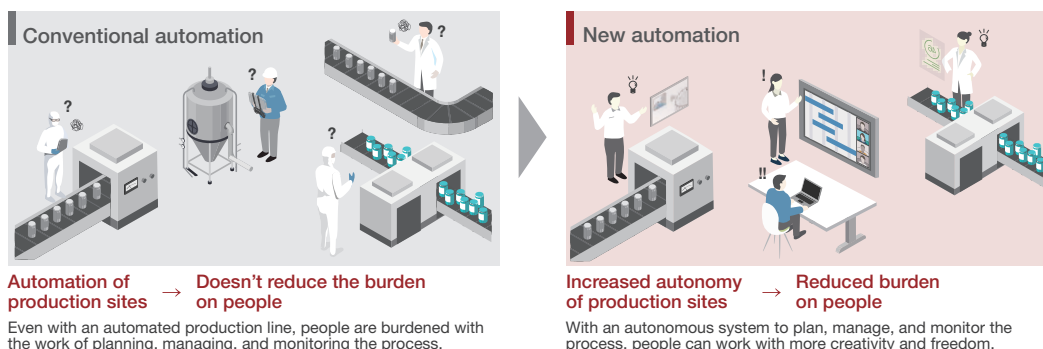 Conventional automation
?
?
?
?
Automation of
production sites
→
Doesn't reduce the burden
on people
Even with an automated production line, people are burdened with
the work of planning, managing, and monitoring the process.
New automation
!
!!
Increased autonomy
of production sites
→
Reduced burden
on people
With an autonomous system to plan, manage, and monitor the
process, people can work with more creativity and freedom.